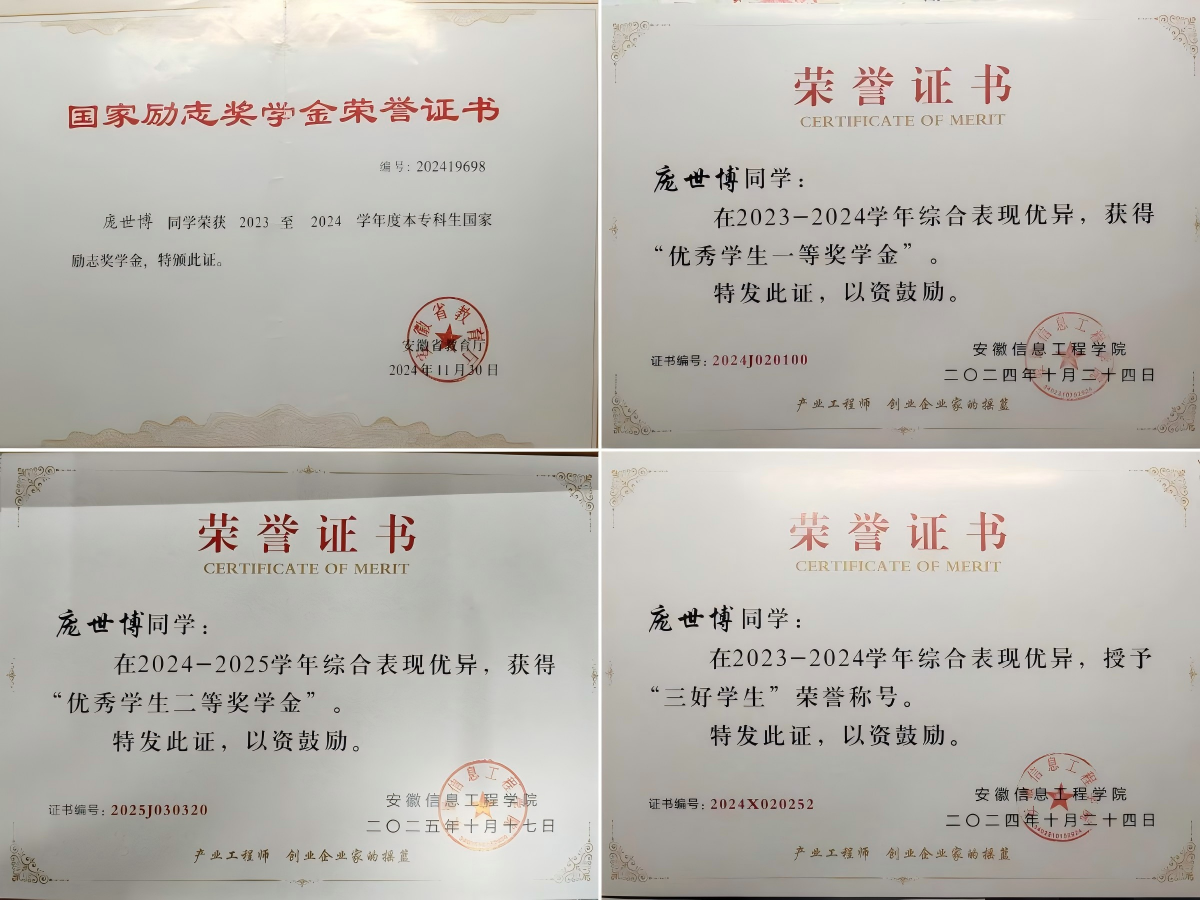 国家励志奖学金荣誉证书
编号：202419698
庞世博 同学荣获 2023 至 2024 学年度本专科生国家
励志奖学金，特颁此证。
安徽省教育厅
安徽省教育厅
2024年11月30日
荣誉证书
CERTIFICATE OF MERIT
庞世博同学：
在2023-2024学年综合表现优异，获得
“优秀学生一等奖学金”。
特发此证，以资鼓励。
证书编号：2024J020100
安徽信息工程学院
二〇二四年十月二十四日
产业工程师 创业企业家的摇篮
荣誉证书
CERTIFICATE OF MERIT
庞世博同学：
在2024-2025学年综合表现优异，获得
“优秀学生二等奖学金”。
特发此证，以资鼓励。
证书编号：2025J030320
安徽信息工程学院
二〇二五年十月十七日
产业工程师 创业企业家的摇篮
荣誉证书
CERTIFICATE OF MERIT
庞世博同学：
在2023-2024学年综合表现优异，授予
“三好学生”荣誉称号。
特发此证，以资鼓励。
证书编号：2024X020252
安徽信息工程学院
二〇二四年十月二十四日
产业工程师 创业企业家的摇篮